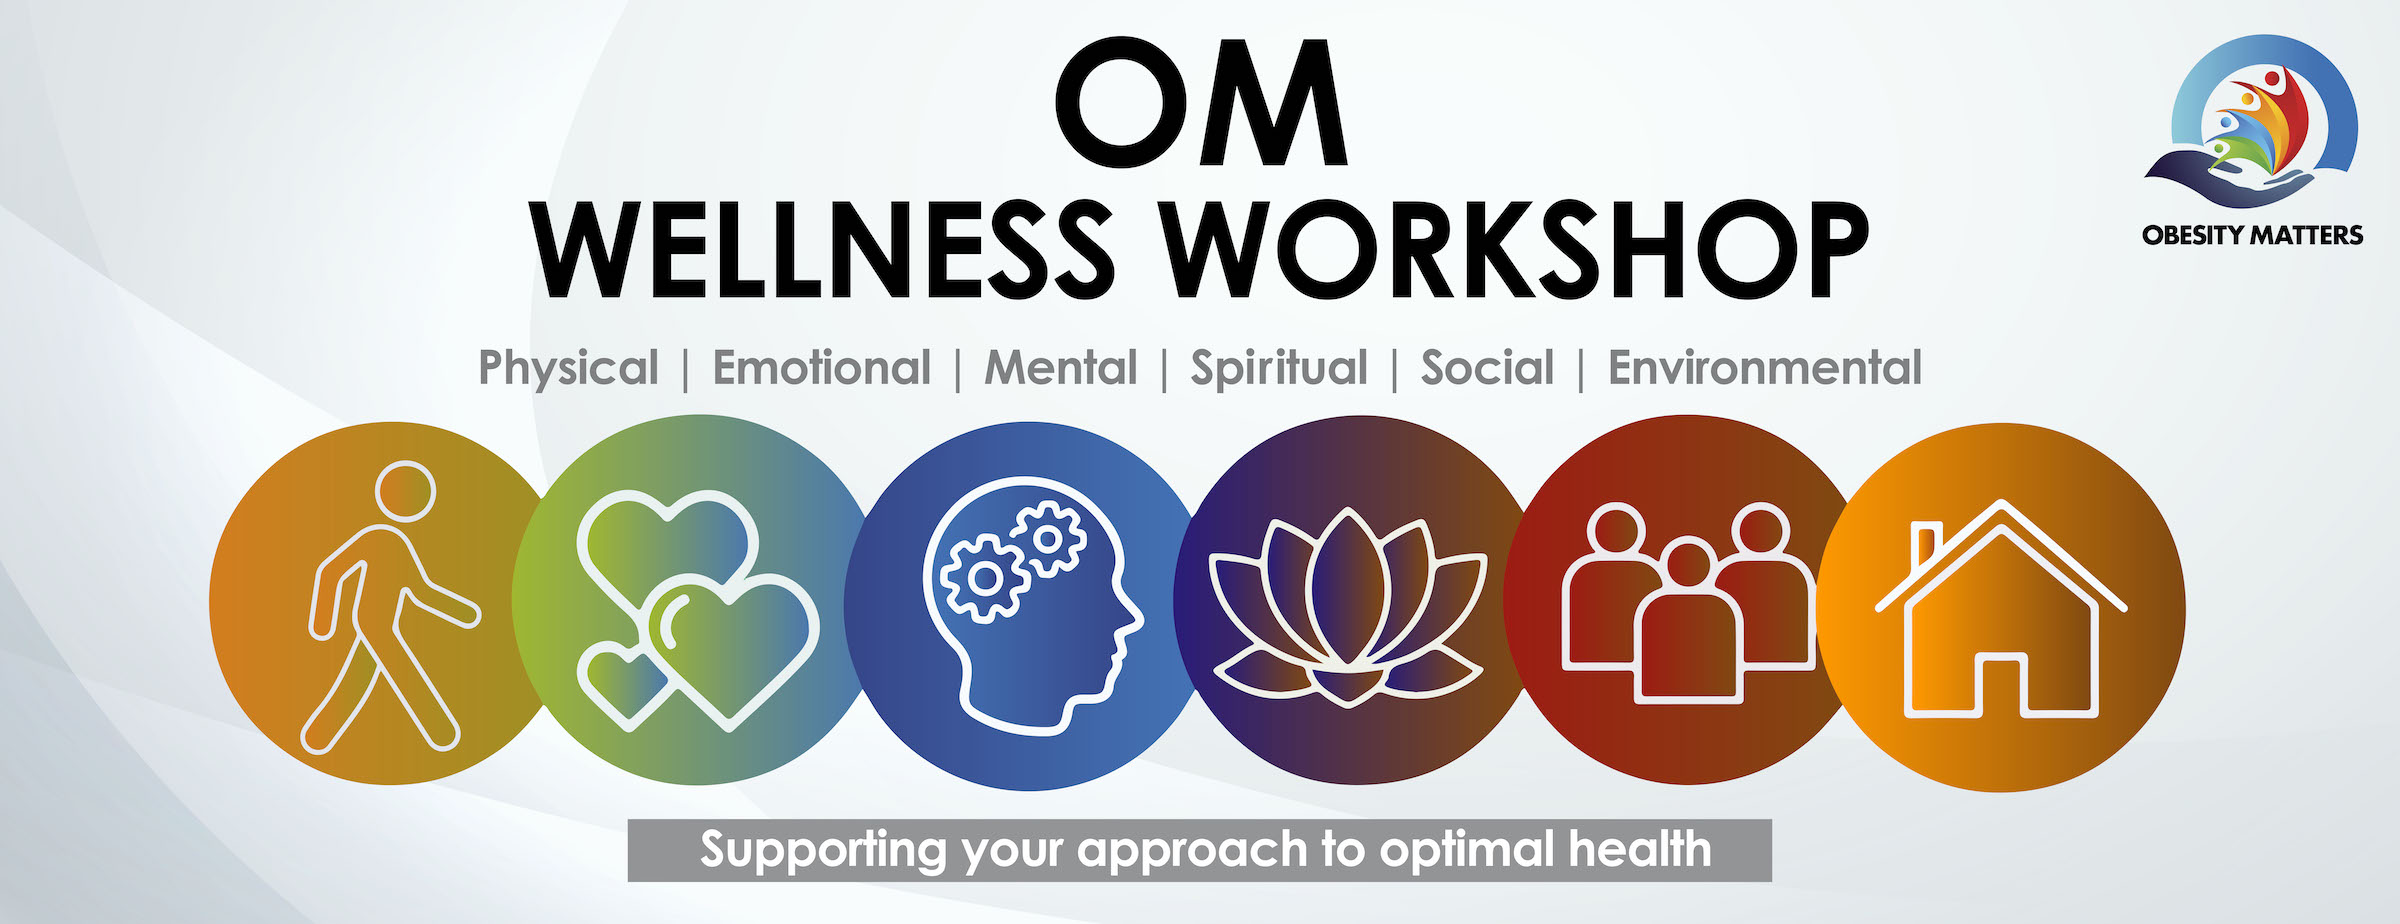 OM
WELLNESS WORKSHOP
OBESITY MATTERS
Physical | Emotional | Mental | Spiritual | Social | Environmental
Supporting your approach to optimal health